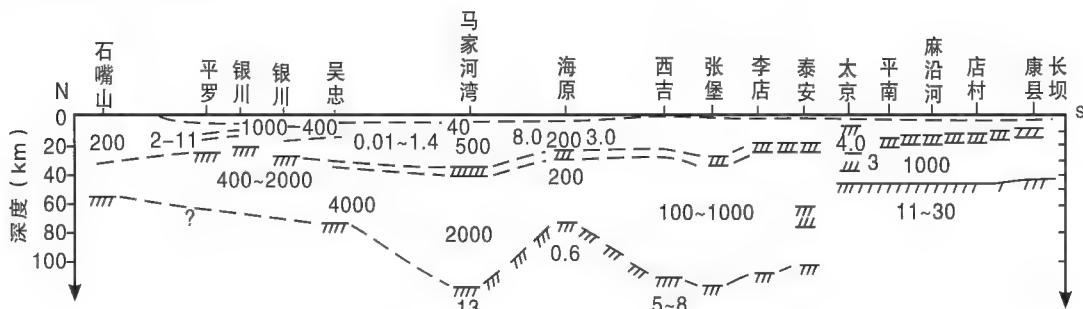 石嘴山
平罗
银川
银川
吴忠
马家河湾
海原
西吉
张堡
李店
泰安
太京
平南
麻沿河
店村
康县
长坝
N
S
0
20
40
60
80
100
深度(km)
200
2-11
1000-400
0.01~1.4
40
500
8.0
200
3.0
4.0
3
1000
400~2000
4000
200
100~1000
11~30
?
2000
0.6
13
5~8